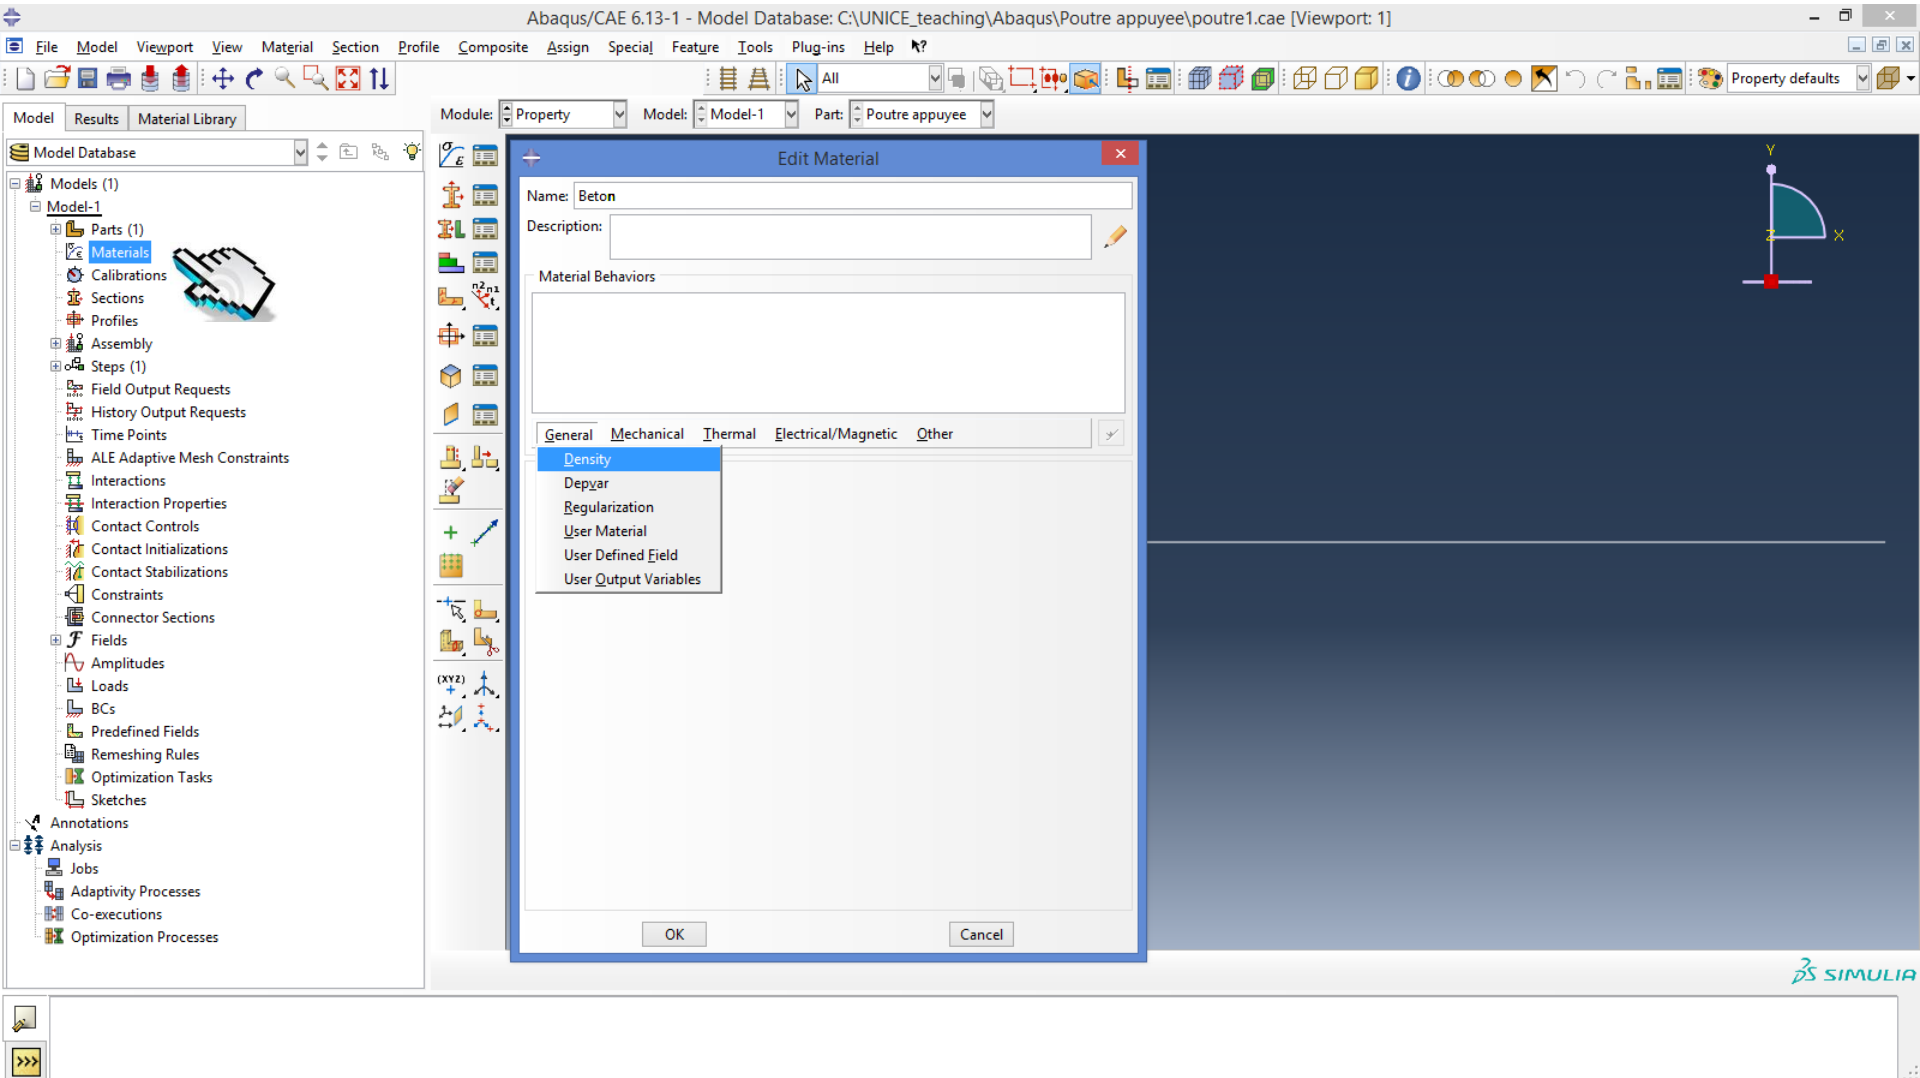 Abaqus/CAE 6.13-1 - Model Database: C:\UNICE_teaching\Abaqus\Poutre appuyee\poutre1.cae [Viewport: 1]
File Model Viewport View Material Section Profile Composite Assign Special Feature Tools Plug-ins Help ?
All
Property defaults
Model Results Material Library
Module: Property Model: Model-1 Part: Poutre appuyee
Model Database
Models (1)
Model-1
Parts (1)
Materials
Calibrations
Sections
Profiles
Assembly
Steps (1)
Field Output Requests
History Output Requests
Time Points
ALE Adaptive Mesh Constraints
Interactions
Interaction Properties
Contact Controls
Contact Initializations
Contact Stabilizations
Constraints
Connector Sections
Fields
Amplitudes
Loads
BCs
Predefined Fields
Remeshing Rules
Optimization Tasks
Sketches
Annotations
Analysis
Jobs
Adaptivity Processes
Co-executions
Optimization Processes
n2 n1
t
(XYZ)
Edit Material
Name: Beton
Description:
Material Behaviors
General Mechanical Thermal Electrical/Magnetic Other
Density
Depvar
Regularization
User Material
User Defined Field
User Output Variables
OK Cancel
Y
Z X
SIMULIA
>>>